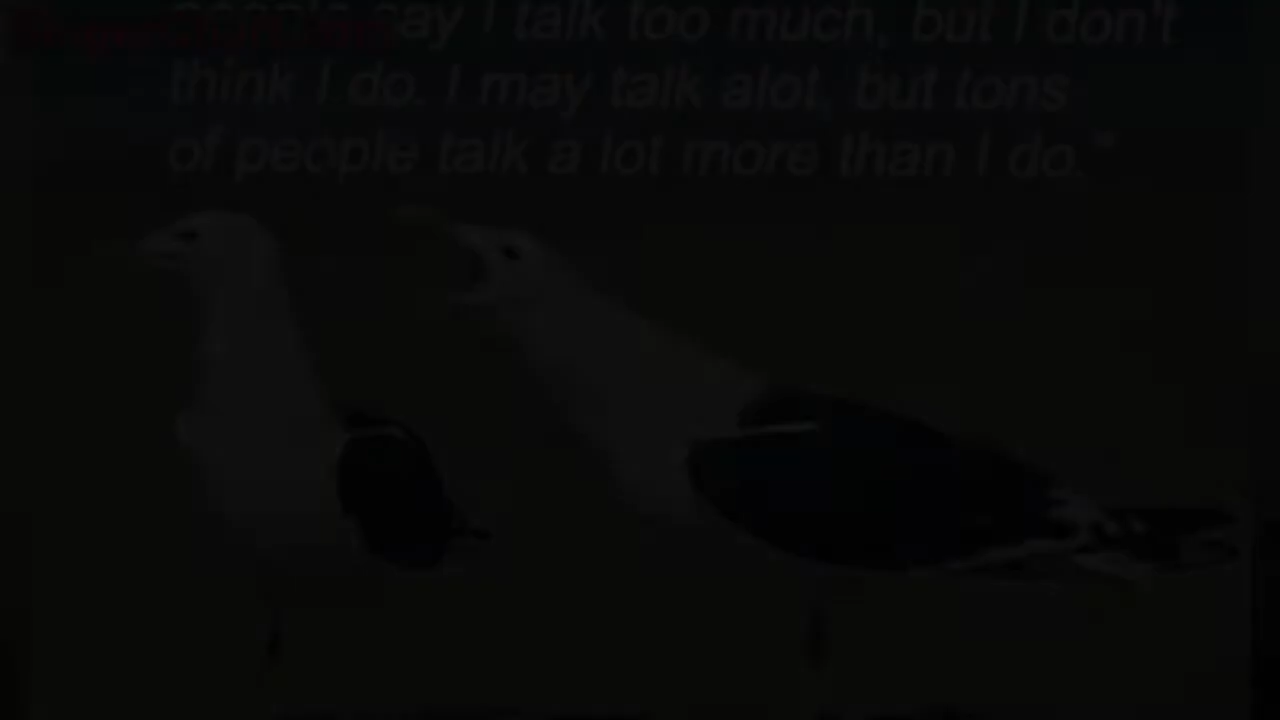 people say I talk too much, but I don't
think I do. I may talk alot, but tons
of people talk a lot more than I do."